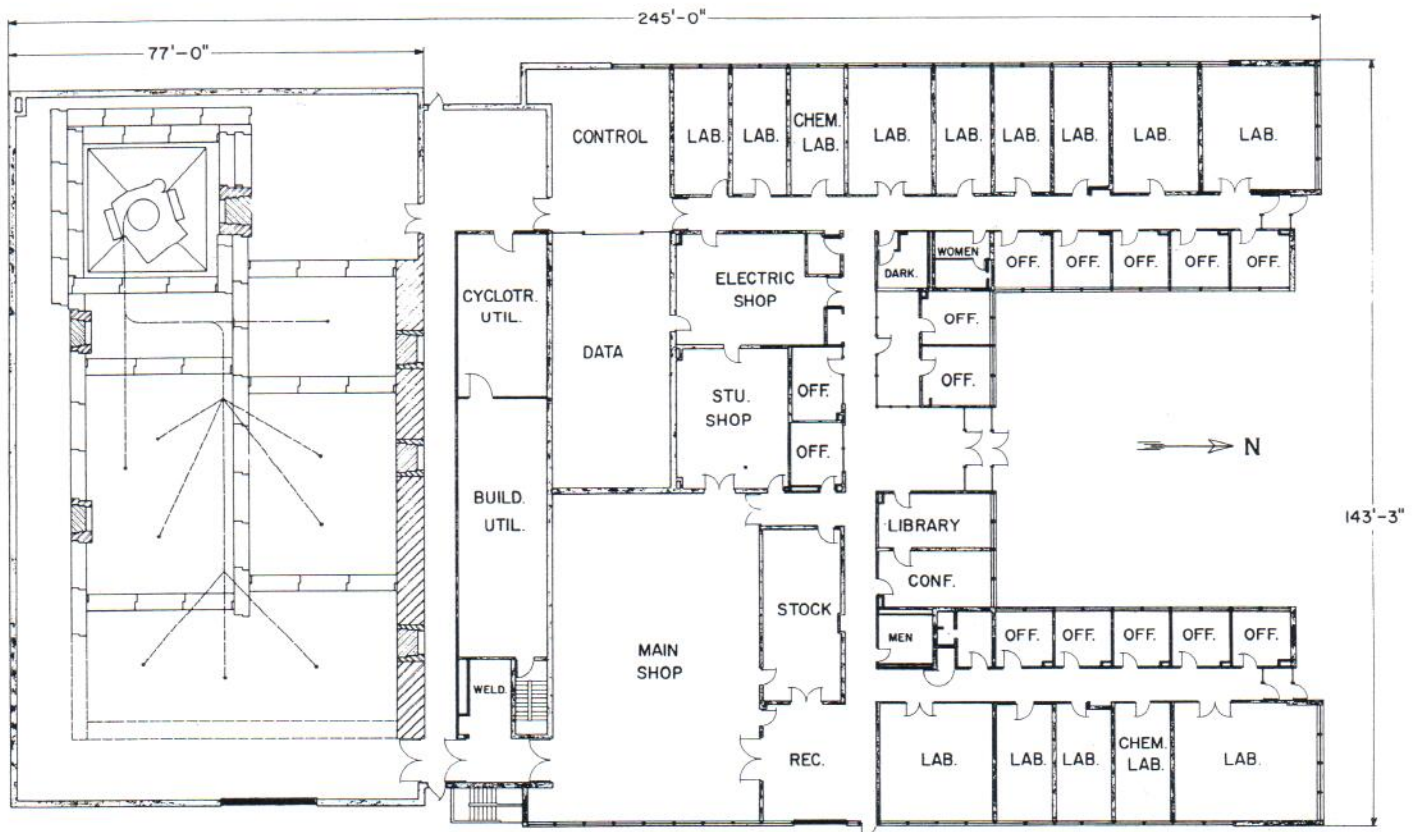 245'-0"
77'-0"
CONTROL
LAB.
LAB.
CHEM.
LAB.
LAB.
LAB.
LAB.
LAB.
LAB.
LAB.
CYCLOTR.
UTIL.
DATA
ELECTRIC
SHOP
DARK.
WOMEN
OFF.
OFF.
OFF.
OFF.
OFF.
OFF.
OFF.
STU.
SHOP
OFF.
OFF.
N
BUILD.
UTIL.
LIBRARY
143'-3"
CONF.
STOCK
MAIN
SHOP
MEN
OFF.
OFF.
OFF.
OFF.
OFF.
WELD.
REC.
LAB.
LAB.
LAB.
CHEM.
LAB.
LAB.